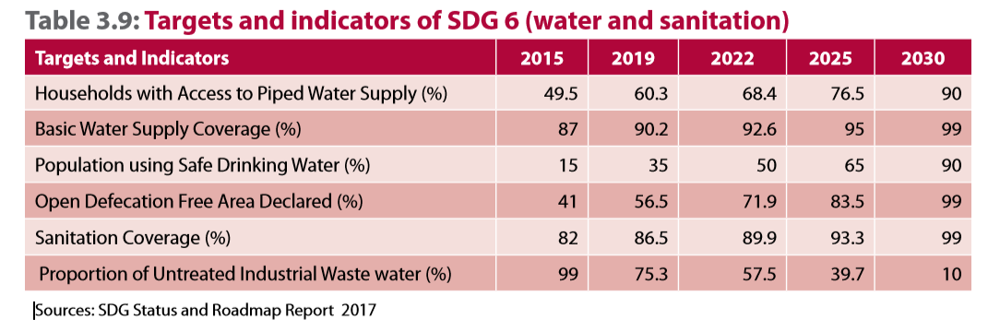 Table 3.9: Targets and indicators of SDG 6 (water and sanitation)
Targets and Indicators 2015 2019 2022 2025 2030
Households with Access to Piped Water Supply (%) 49.5 60.3 68.4 76.5 90
Basic Water Supply Coverage (%) 87 90.2 92.6 95 99
Population using Safe Drinking Water (%) 15 35 50 65 90
Open Defecation Free Area Declared (%) 41 56.5 71.9 83.5 99
Sanitation Coverage (%) 82 86.5 89.9 93.3 99
Proportion of Untreated Industrial Waste water (%) 99 75.3 57.5 39.7 10
Sources: SDG Status and Roadmap Report 2017